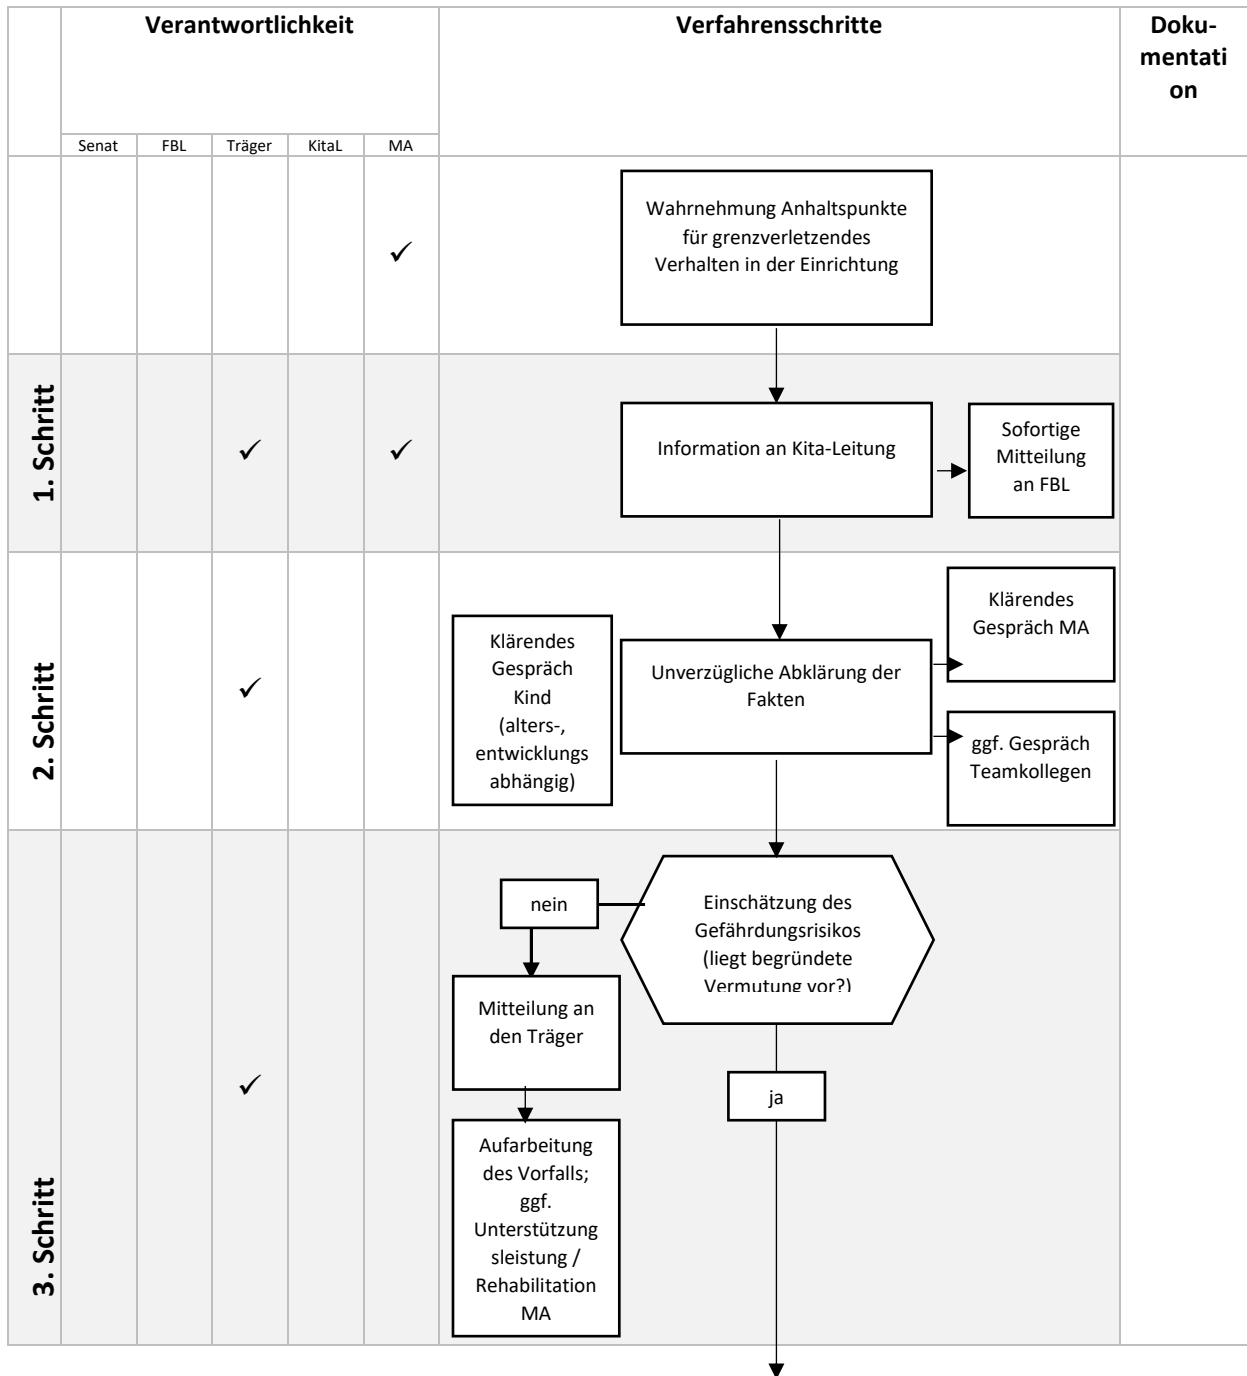 Verantwortlichkeit
Verfahrensschritte
Doku-
mentati
on
Senat
FBL
Träger
KitaL
MA
✓
Wahrnehmung Anhaltspunkte
für grenzverletzendes
Verhalten in der Einrichtung
1. Schritt
✓
✓
Information an Kita-Leitung
Sofortige
Mitteilung
an FBL
2. Schritt
✓
Klärendes
Gespräch
Kind
(alters-,
entwicklungs
abhängig)
Unverzügliche Abklärung der
Fakten
Klärendes
Gespräch MA
ggf. Gespräch
Teamkollegen
3. Schritt
✓
nein
Einschätzung des
Gefährdungsrisikos
(liegt begründete
Vermutung vor?)
Mitteilung an
den Träger
ja
Aufarbeitung
des Vorfalls;
ggf.
Unterstützung
sleistung /
Rehabilitation
MA